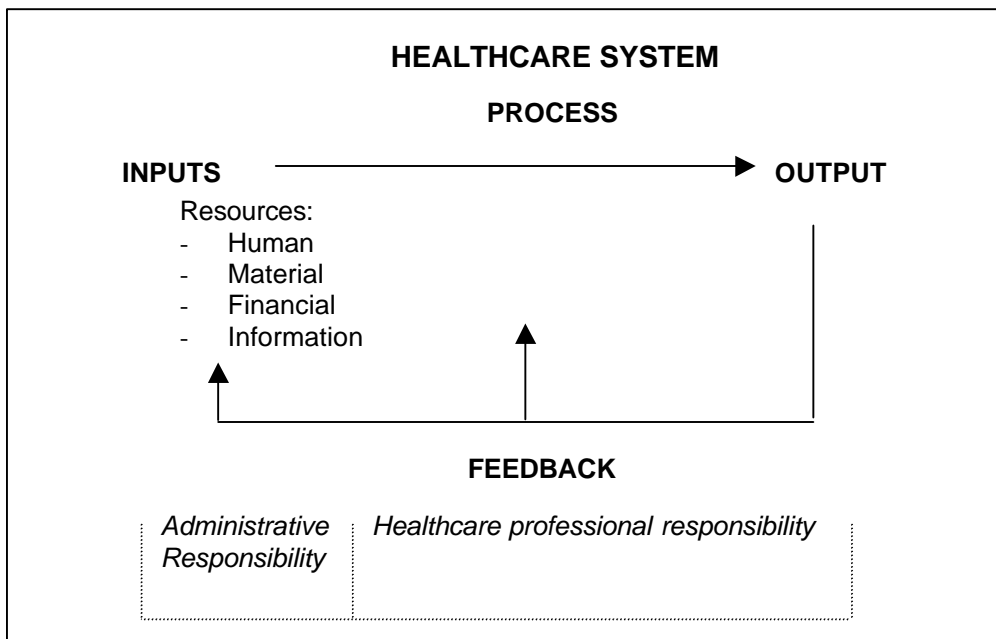 HEALTHCARE SYSTEM
PROCESS
INPUTS
OUTPUT
Resources:
- Human
- Material
- Financial
- Information
FEEDBACK
Administrative
Responsibility
Healthcare professional responsibility